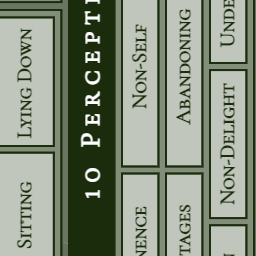 Sitting
Lying Down
10 Percepti
nence
Non-Self
tages
Abandoning
Non-Delight
Unde